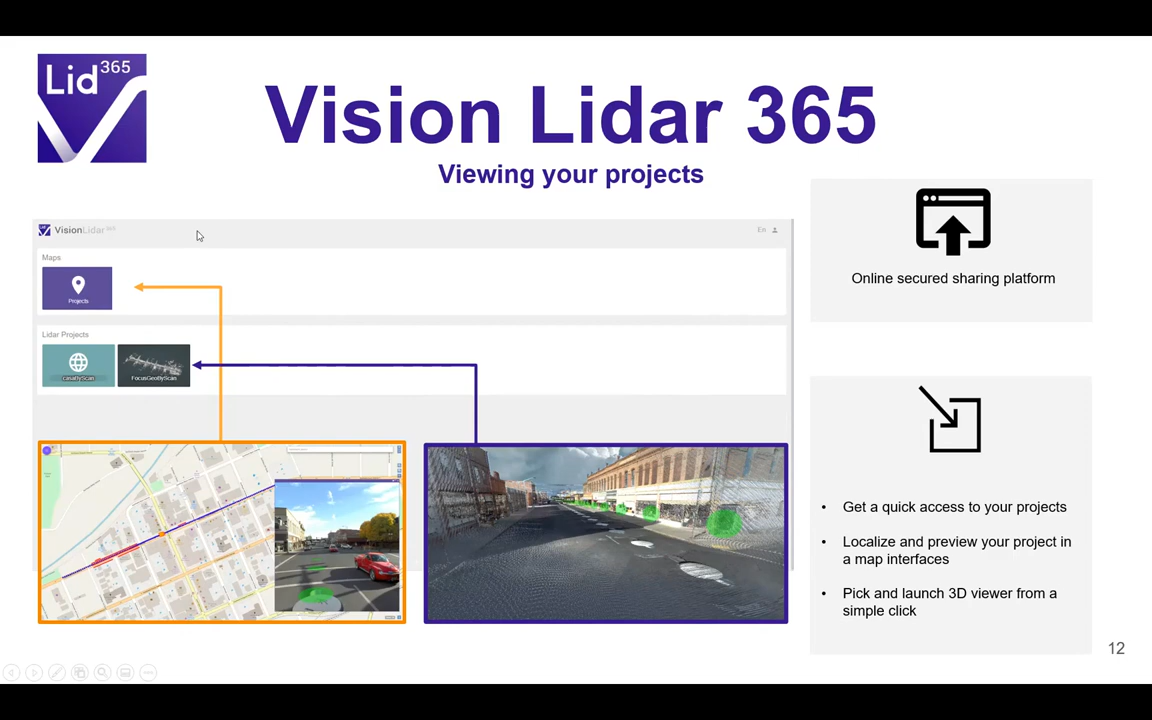 Lid 365
Vision Lidar 365
Viewing your projects
VisionLidar 365
En
Maps
Projects
Lidar Projects
FocusGeoByScan
Online secured sharing platform
• Get a quick access to your projects
• Localize and preview your project in
a map interfaces
• Pick and launch 3D viewer from a
simple click
12